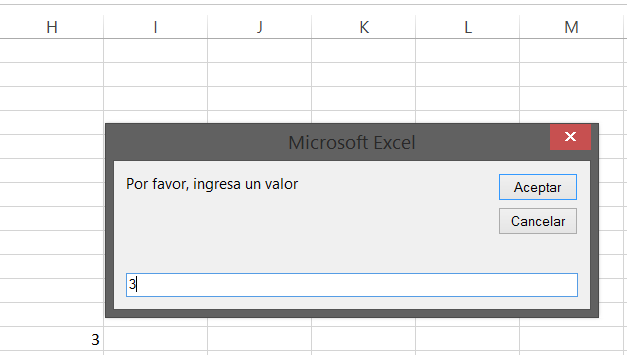 H I J K L M
Microsoft Excel
Por favor, ingresa un valor
Aceptar
Cancelar
3
3